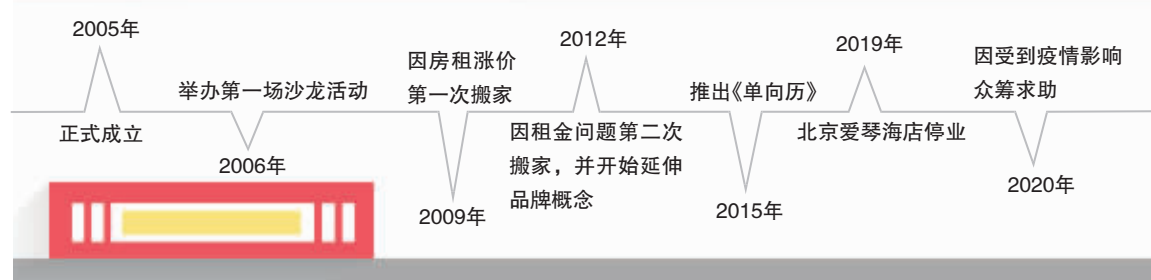 2005年
正式成立
举办第一场沙龙活动
2006年
因房租涨价
第一次搬家
2009年
2012年
因租金问题第二次
搬家，并开始延伸
品牌概念
推出《单向历》
2015年
2019年
北京爱琴海店停业
因受到疫情影响
众筹求助
2020年